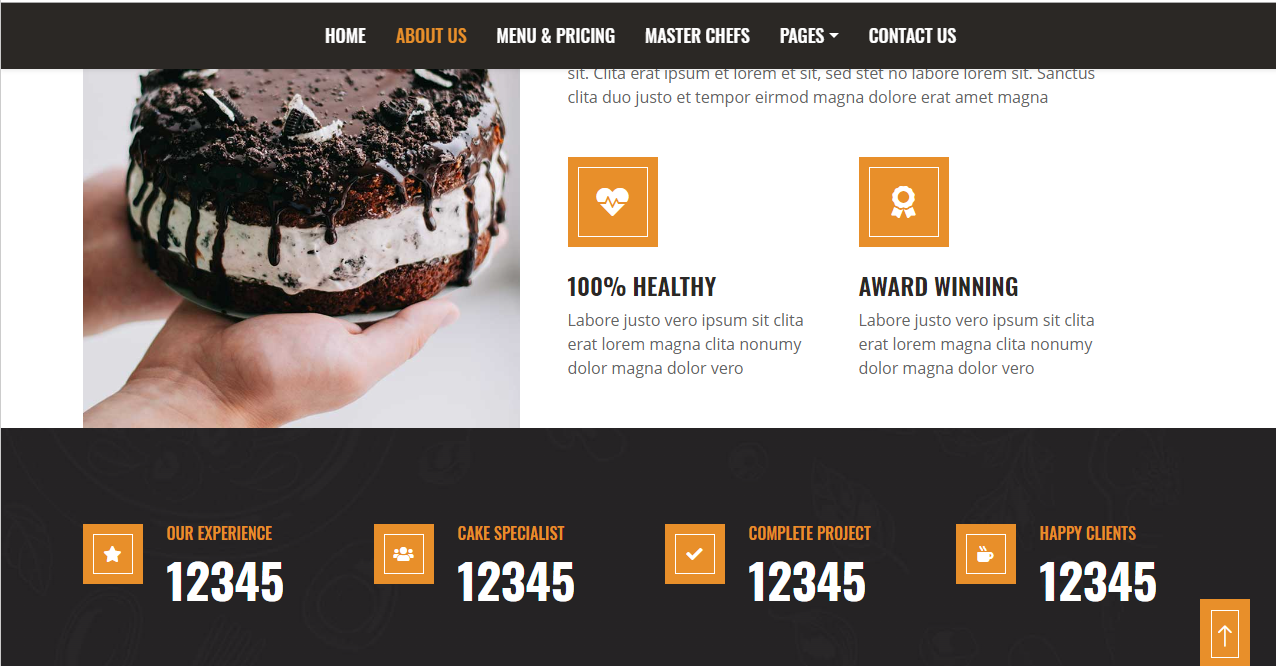 HOME ABOUT US MENU & PRICING MASTER CHEFS PAGES CONTACT US
sit. Clita erat ipsum et lorem et sit, sed stet no labore lorem sit. Sanctus
clita duo justo et tempor eirmod magna dolore erat amet magna
100% HEALTHY
Labore justo vero ipsum sit clita
erat lorem magna clita nonumy
dolor magna dolor vero
AWARD WINNING
Labore justo vero ipsum sit clita
erat lorem magna clita nonumy
dolor magna dolor vero
OUR EXPERIENCE
12345
CAKE SPECIALIST
12345
COMPLETE PROJECT
12345
HAPPY CLIENTS
12345